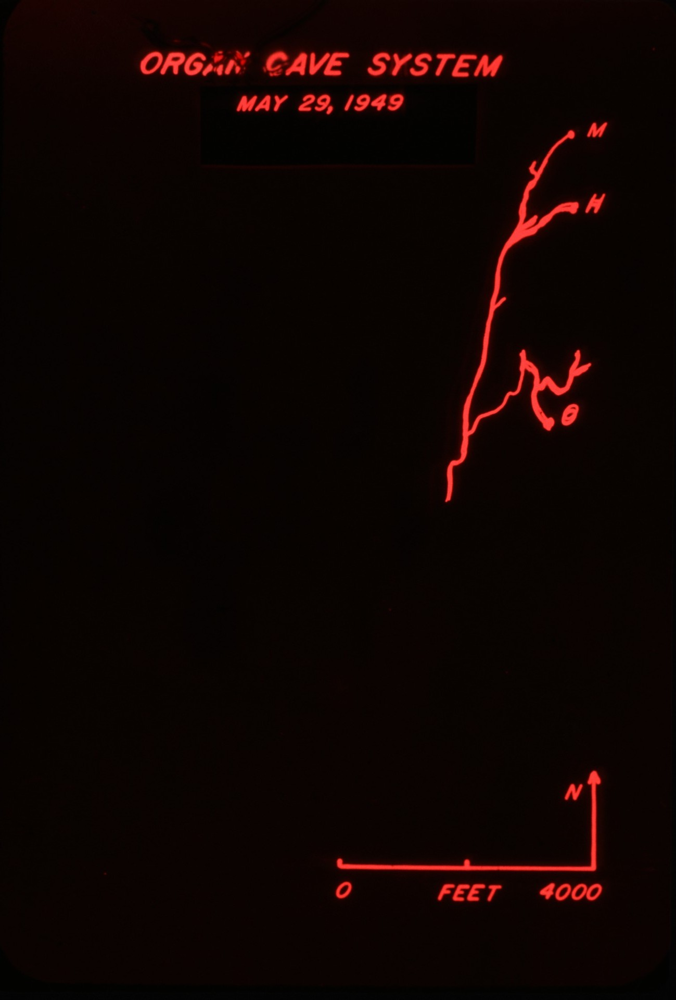 ORGAN CAVE SYSTEM
MAY 29, 1949
M
H
θ
N
0 FEET 4000